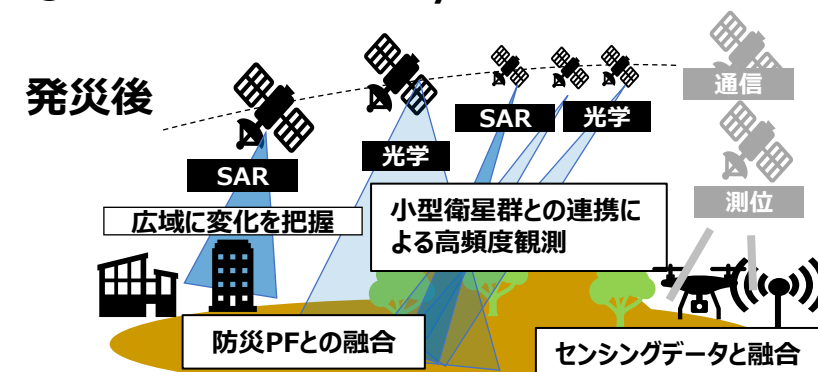 発災後
SAR
光学
SAR
光学
通信
測位
広域に変化を把握
小型衛星群との連携に
よる高頻度観測
防災PFとの融合
センシングデータと融合